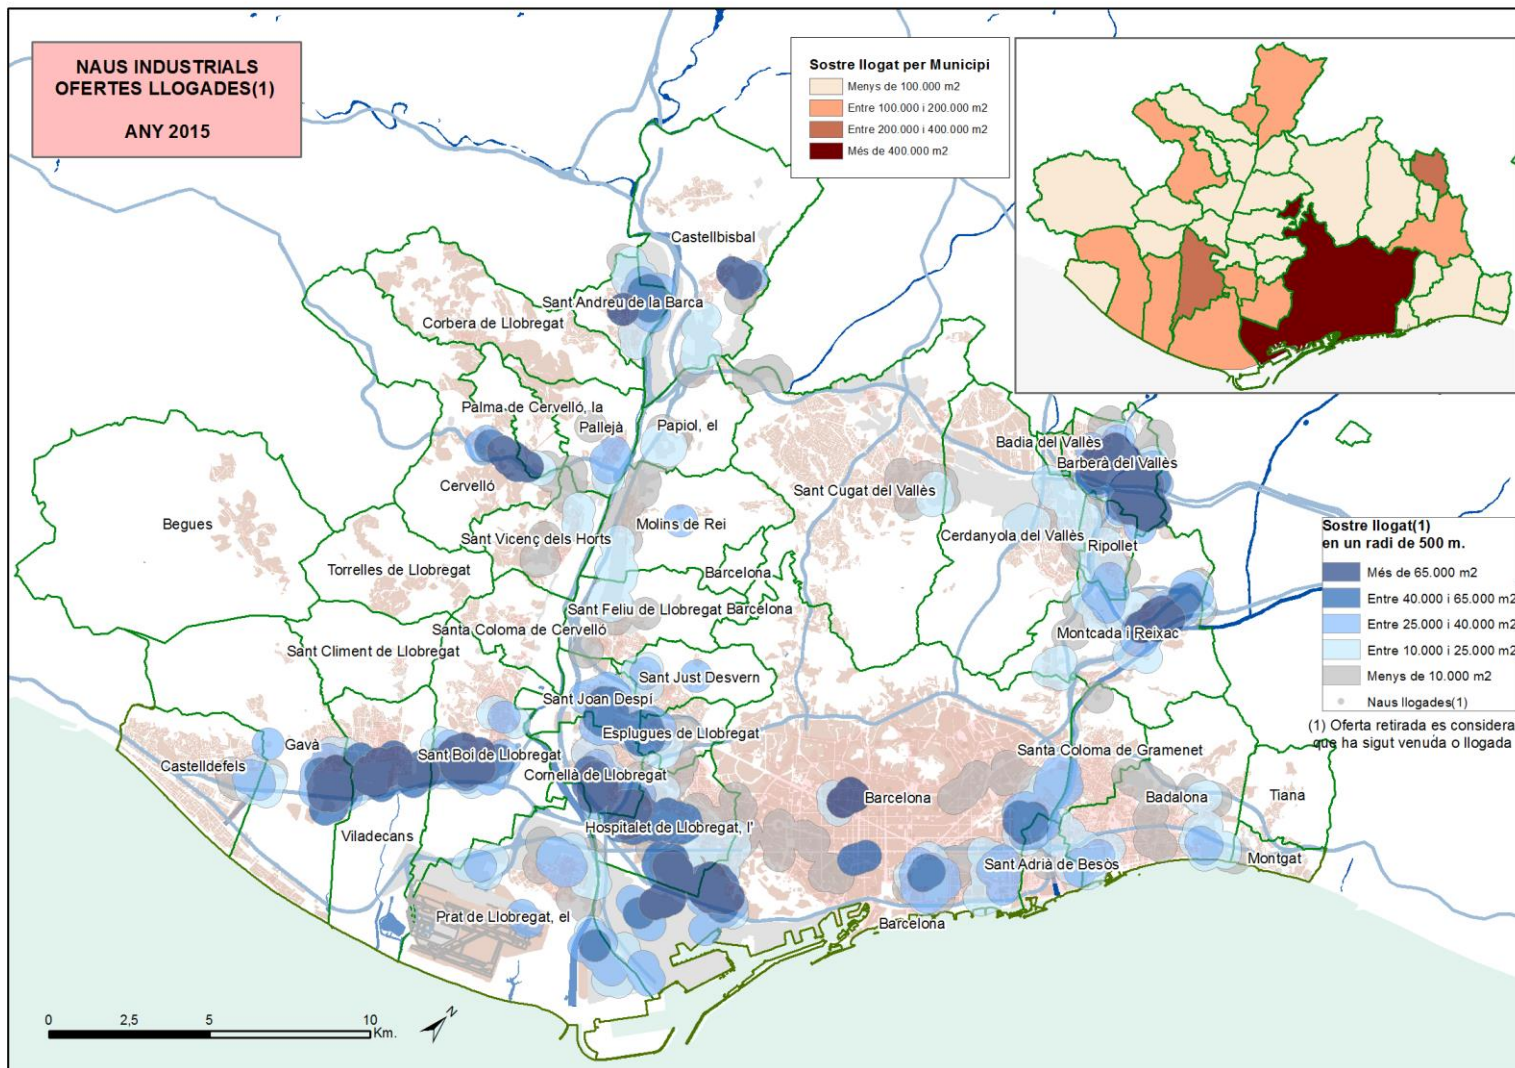 NAUS INDUSTRIALS
OFERTES LLOGADES(1)
ANY 2015
Sostre llogat per Municipi
Menys de 100.000 m2
Entre 100.000 i 200.000 m2
Entre 200.000 i 400.000 m2
Més de 400.000 m2
Castellbisbal
Sant Andreu de la Barca
Corbera de Llobregat
Palma de Cervelló, la
Pallejà
Papiol, el
Badia del Vallès
Barberà del Vallès
Cervelló
Sant Cugat del Vallès
Begues
Molins de Rei
Sant Vicenç dels Horts
Cerdanyola del Vallès
Ripollet
Torrelles de Llobregat
Barcelona
Sant Feliu de Llobregat
Barcelona
Santa Coloma de Cervelló
Montcada i Reixac
Sant Climent de Llobregat
Sant Just Desvern
Sant Joan Despí
Esplugues de Llobregat
Gavà
Sant Boi de Llobregat
Castelldefels
Cornellà de Llobregat
Santa Coloma de Gramenet
Barcelona
Badalona
Tiana
Viladecans
Hospitalet de Llobregat, l'
Sant Adrià de Besòs
Montgat
Prat de Llobregat, el
Barcelona
Sostre llogat(1)
en un radi de 500 m.
Més de 65.000 m2
Entre 40.000 i 65.000 m2
Entre 25.000 i 40.000 m2
Entre 10.000 i 25.000 m2
Menys de 10.000 m2
Naus llogades(1)
(1) Oferta retirada es considera
que ha sigut venuda o llogada
0 2,5 5 10
Km.
N